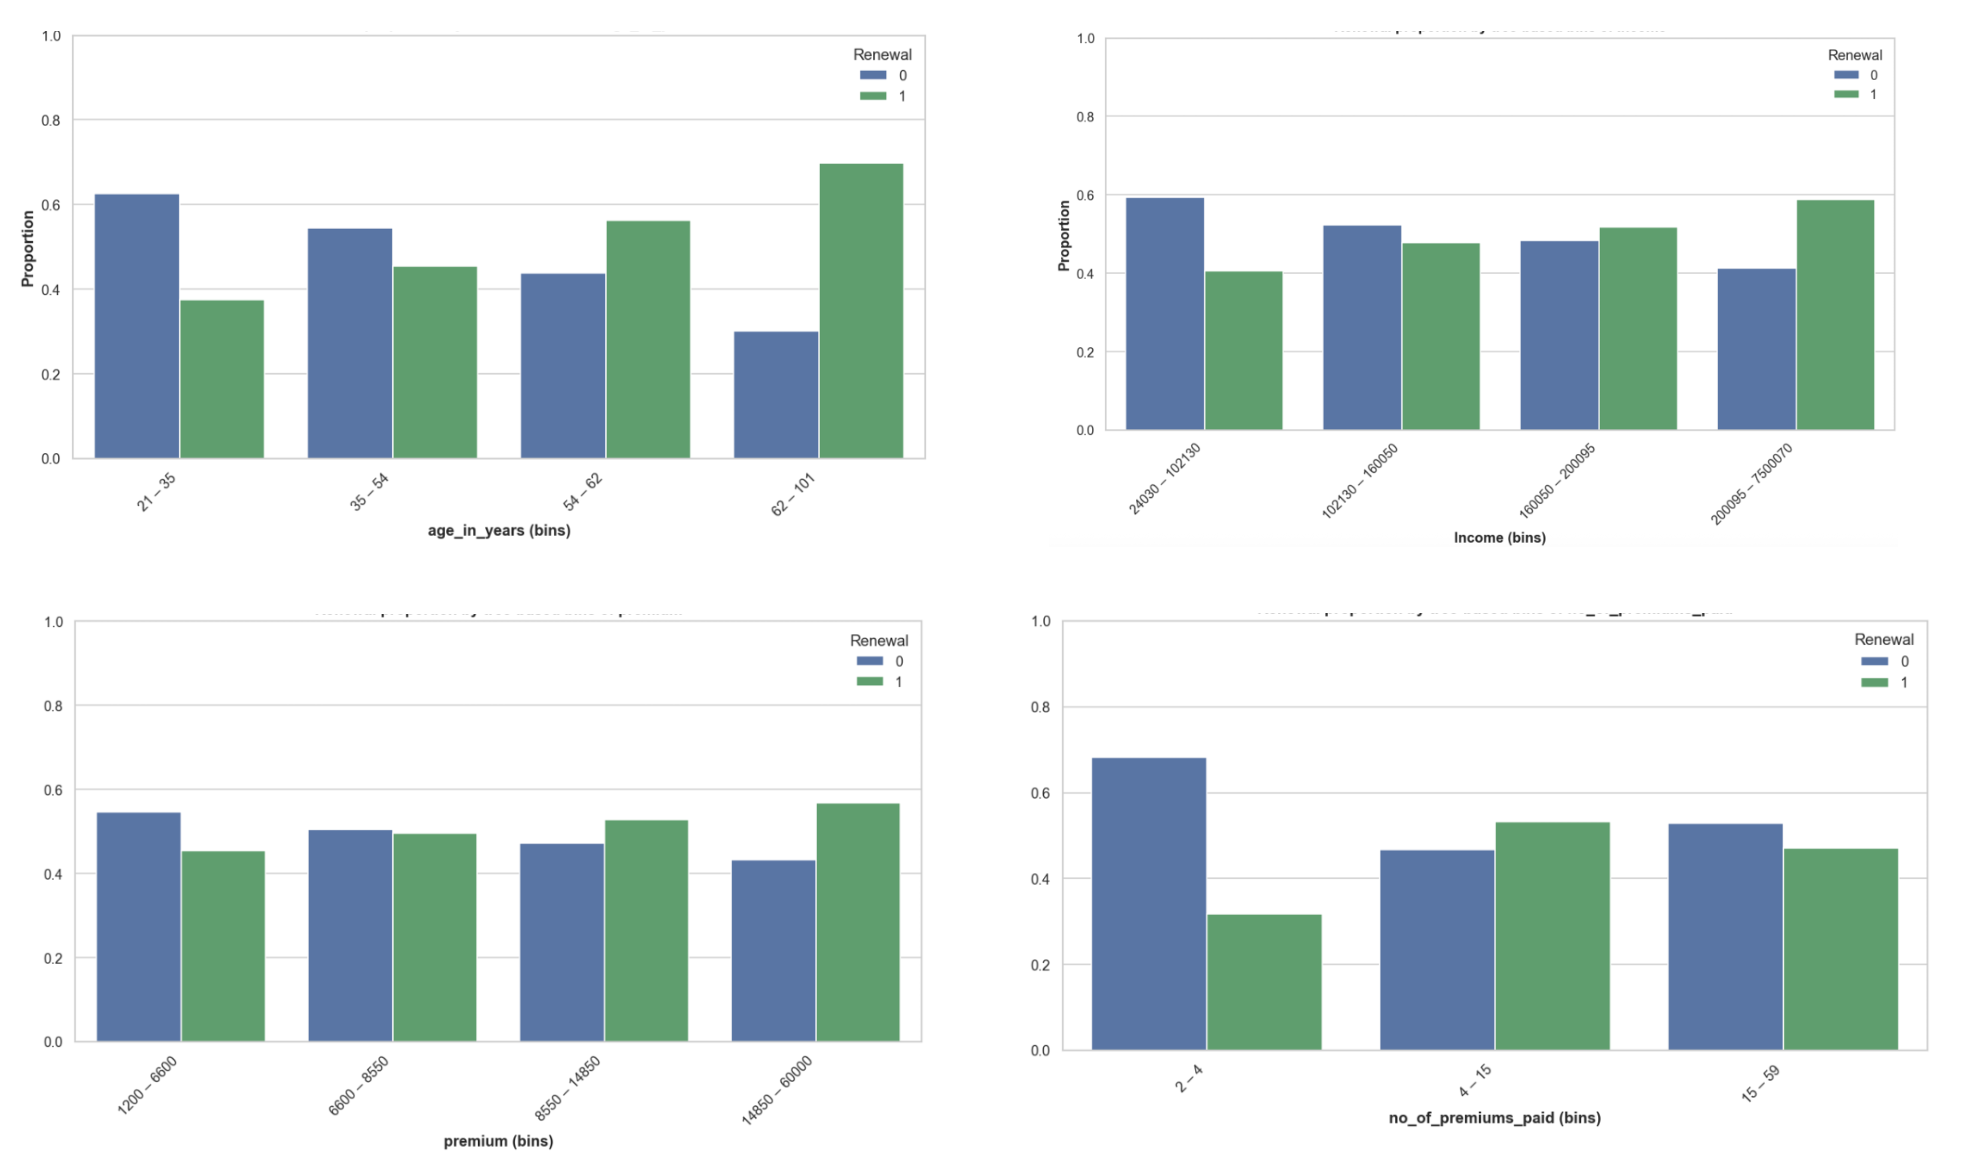 Renewal
0
1
1.0
0.8
0.6
0.4
0.2
0.0
Proportion
21 – 35
35 – 54
54 – 62
62 – 101
age_in_years (bins)
Renewal
0
1
1.0
0.8
0.6
0.4
0.2
0.0
Proportion
24030 – 102130
102130 – 160050
160050 – 200095
200095 – 7500070
Income (bins)
Renewal
0
1
1.0
0.8
0.6
0.4
0.2
0.0
1200 – 6600
6600 – 8550
8550 – 14850
14850 – 60000
premium (bins)
Renewal
0
1
1.0
0.8
0.6
0.4
0.2
0.0
2 – 4
4 – 15
15 – 59
no_of_premiums_paid (bins)